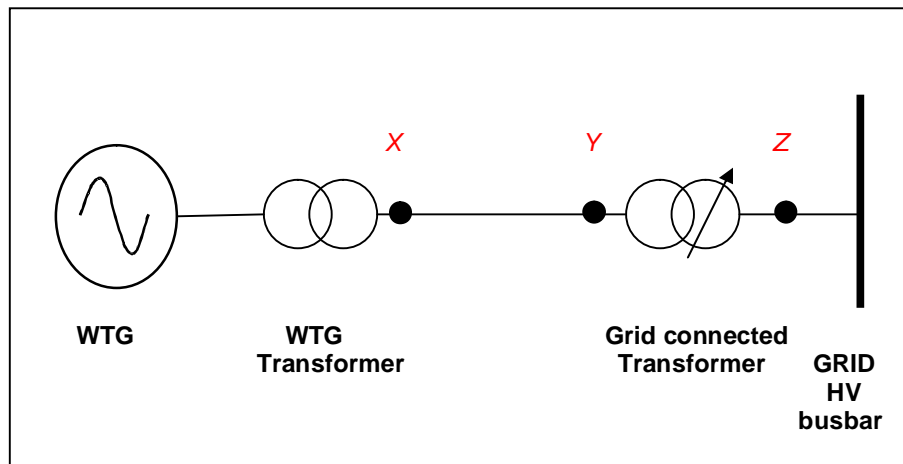 X
Y
Z
WTG
WTG
Transformer
Grid connected
Transformer
GRID
HV
busbar